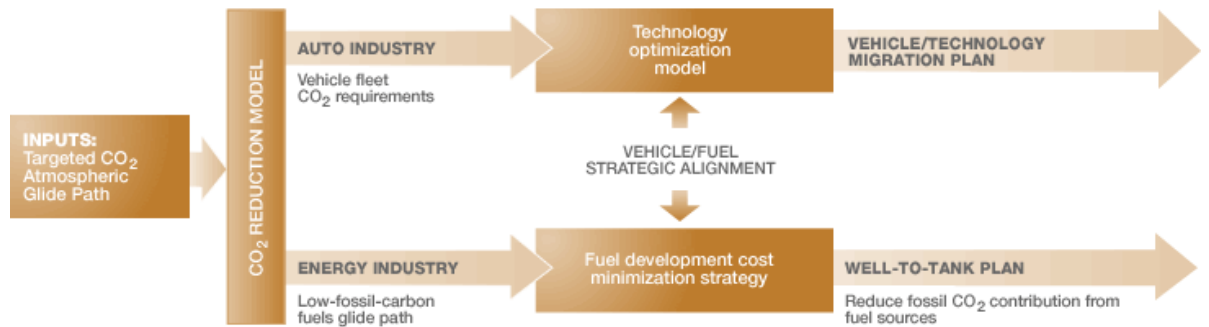 INPUTS:
Targeted CO₂
Atmospheric
Glide Path
CO₂ REDUCTION MODEL
AUTO INDUSTRY
Vehicle fleet
CO₂ requirements
Technology
optimization
model
VEHICLE/TECHNOLOGY
MIGRATION PLAN
VEHICLE/FUEL
STRATEGIC ALIGNMENT
ENERGY INDUSTRY
Low-fossil-carbon
fuels glide path
Fuel development cost
minimization strategy
WELL-TO-TANK PLAN
Reduce fossil CO₂ contribution from
fuel sources